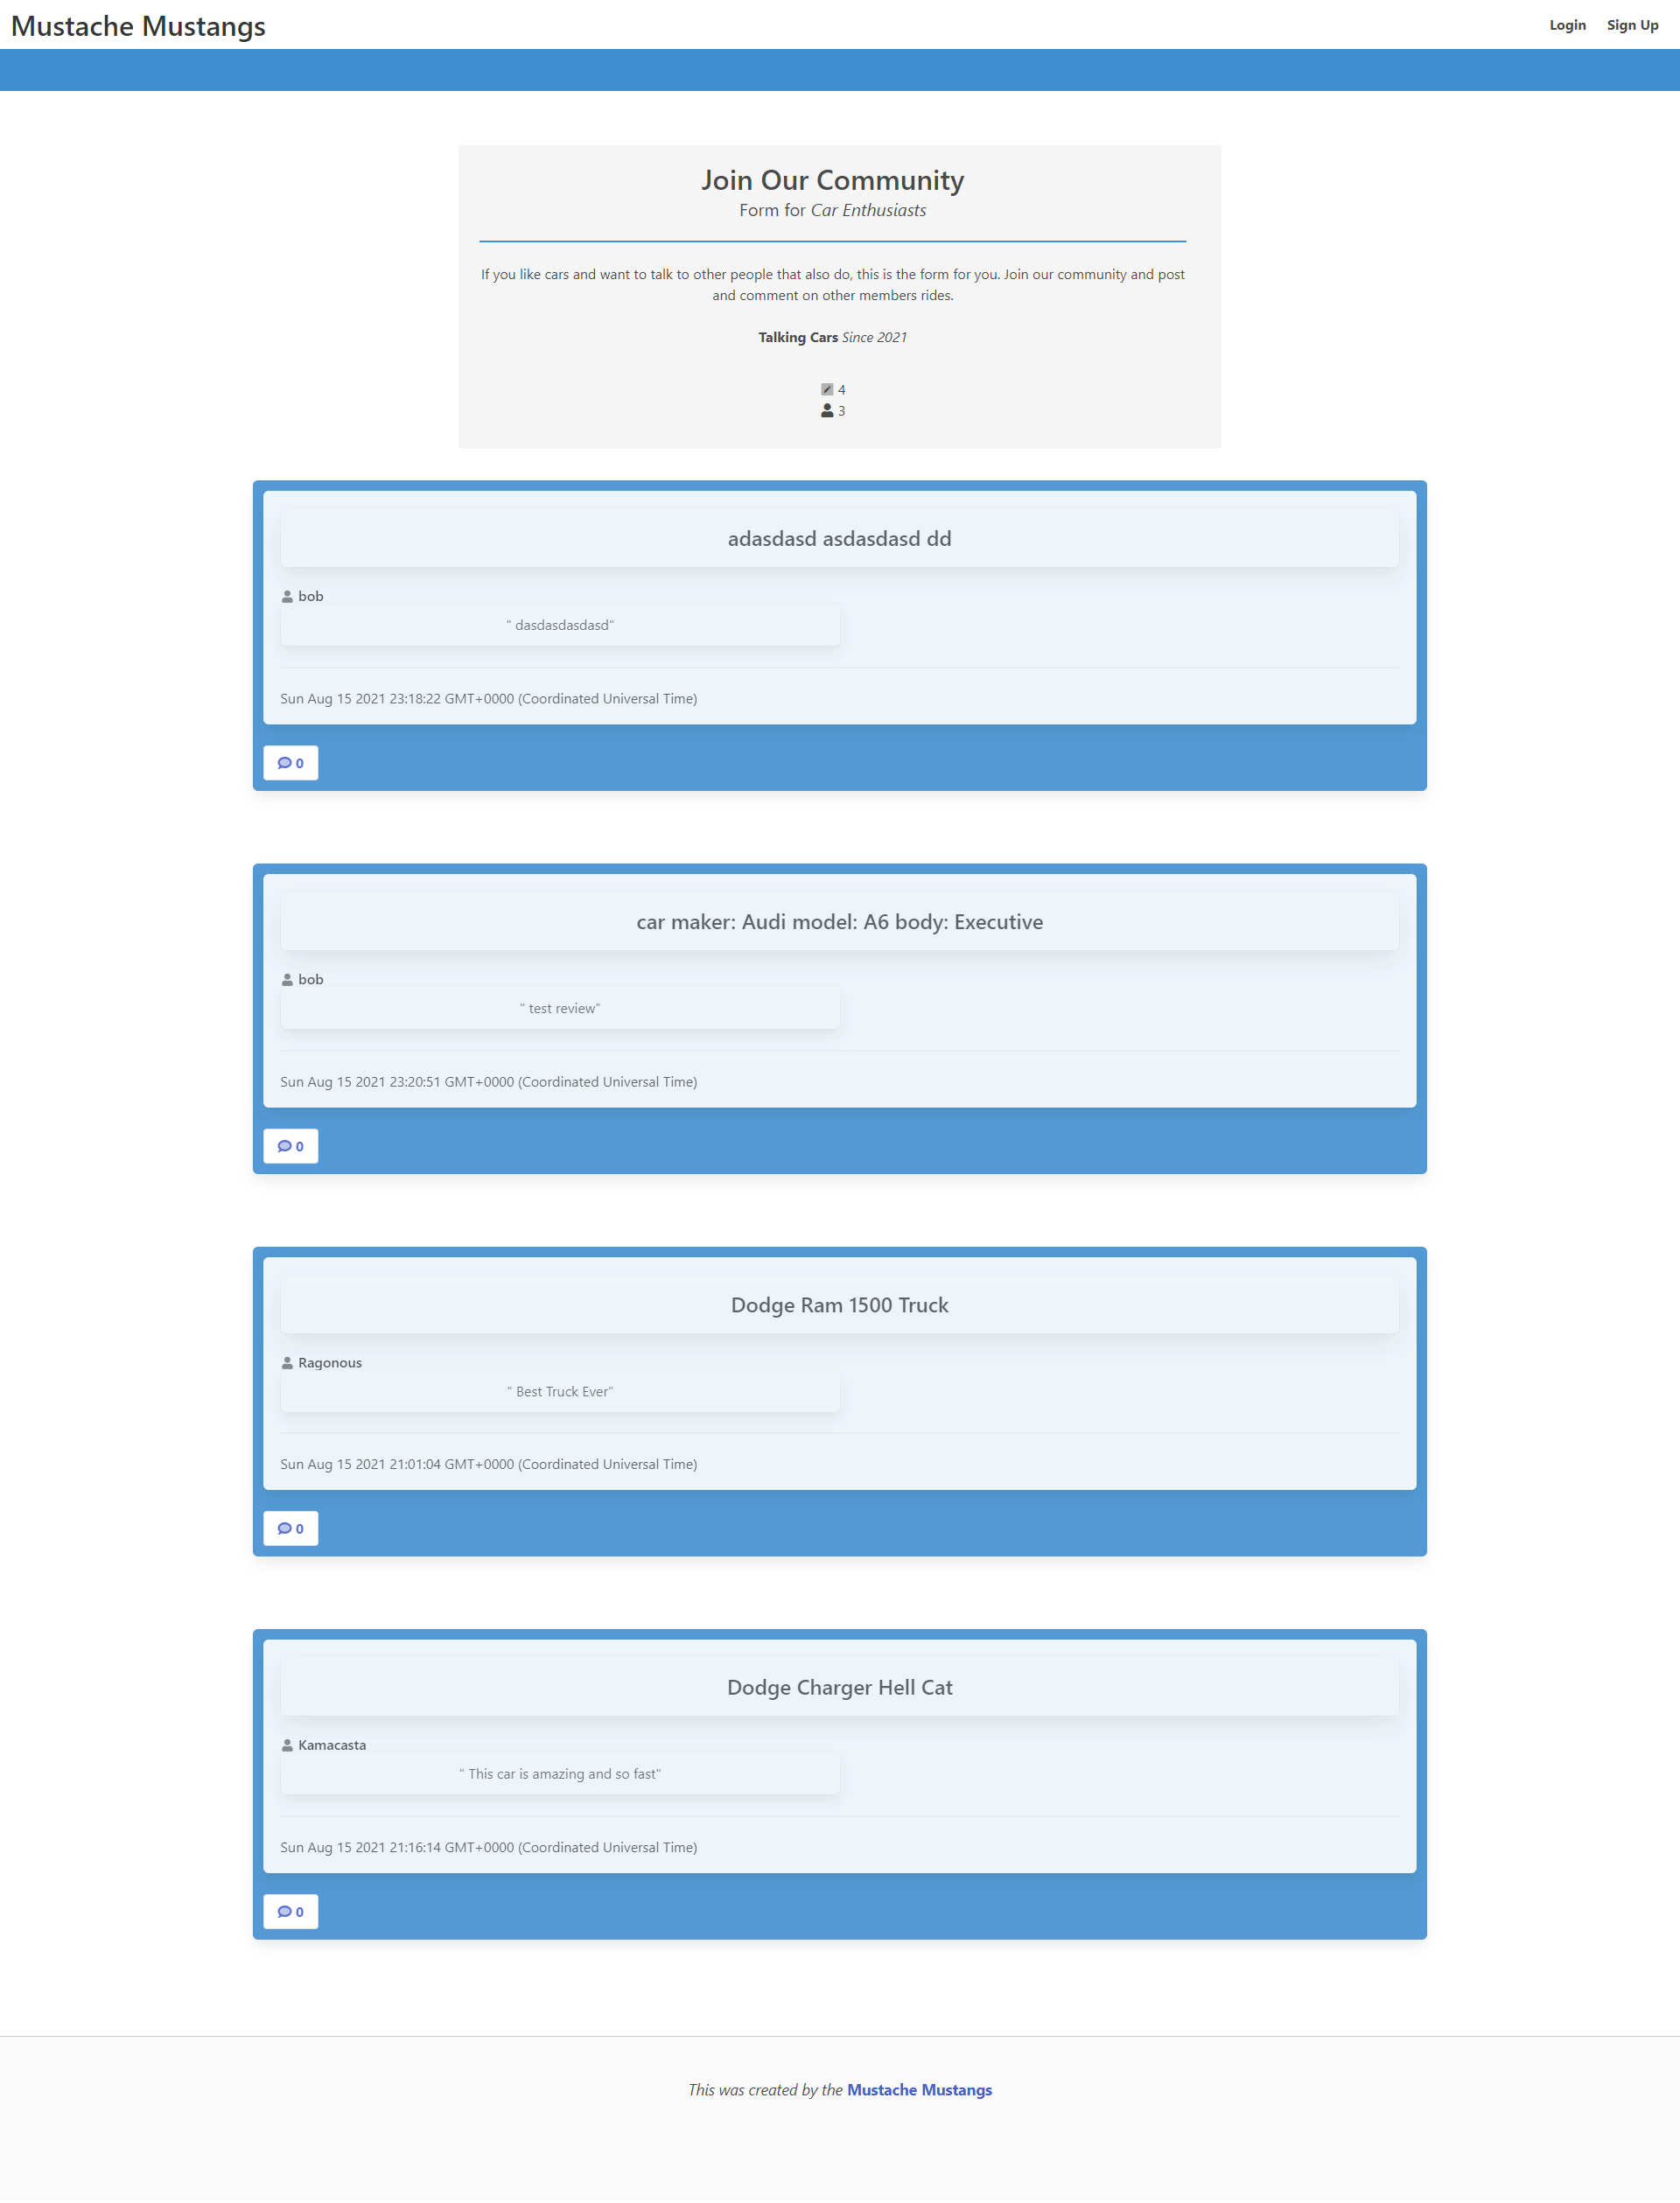 Mustache Mustangs
Login Sign Up
Join Our Community
Form for Car Enthusiasts
If you like cars and want to talk to other people that also do, this is the form for you. Join our community and post
and comment on other members rides.
Talking Cars Since 2021
4
3
adasdasd asdasdasd dd
bob
" dasdasdasdasd"
Sun Aug 15 2021 23:18:22 GMT+0000 (Coordinated Universal Time)
0
car maker: Audi model: A6 body: Executive
bob
" test review"
Sun Aug 15 2021 23:20:51 GMT+0000 (Coordinated Universal Time)
0
Dodge Ram 1500 Truck
Ragonous
" Best Truck Ever"
Sun Aug 15 2021 21:01:04 GMT+0000 (Coordinated Universal Time)
0
Dodge Charger Hell Cat
Kamacasta
" This car is amazing and so fast"
Sun Aug 15 2021 21:16:14 GMT+0000 (Coordinated Universal Time)
0
This was created by the Mustache Mustangs